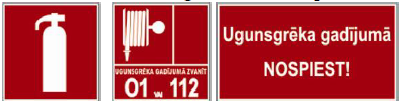 UGUNSGRĒKA GADĪJUMĀ ZVANĪT
01 vai 112
Ugunsgrēka gadījumā
NOSPIEST!